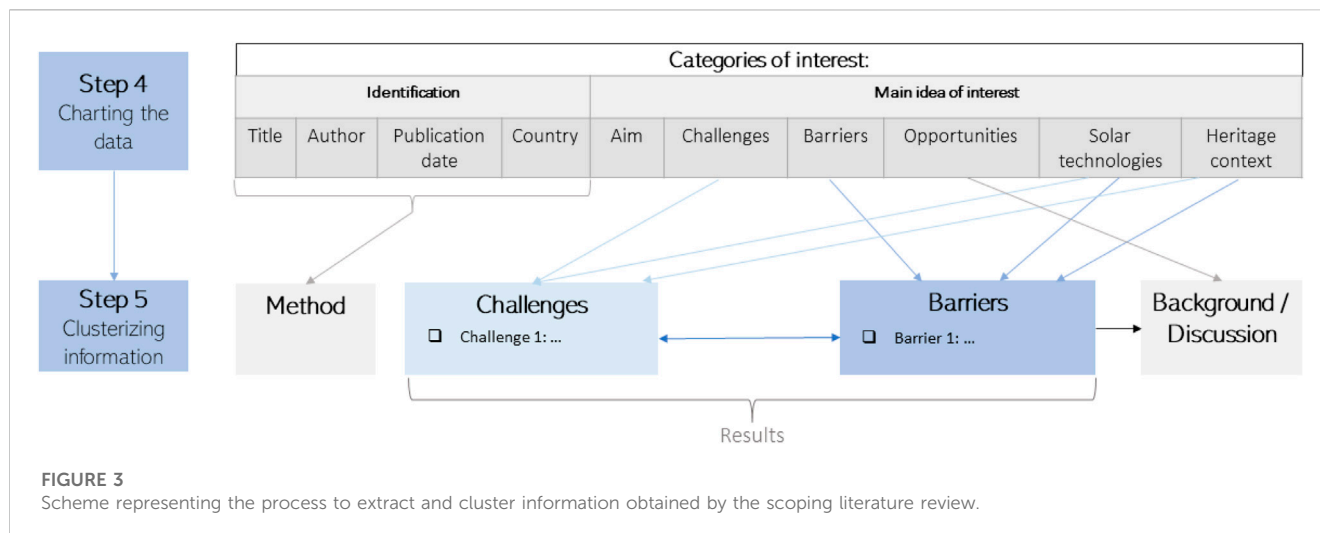 Step 4
Charting the
data
Categories of interest:
Identification
Main idea of interest
Title
Author
Publication
date
Country
Aim
Challenges
Barriers
Opportunities
Solar
technologies
Heritage
context
Step 5
Clusterizing
information
Method
Challenges
❑ Challenge 1: ...
Barriers
❑ Barrier 1: ...
Background /
Discussion
Results
FIGURE 3
Scheme representing the process to extract and cluster information obtained by the scoping literature review.